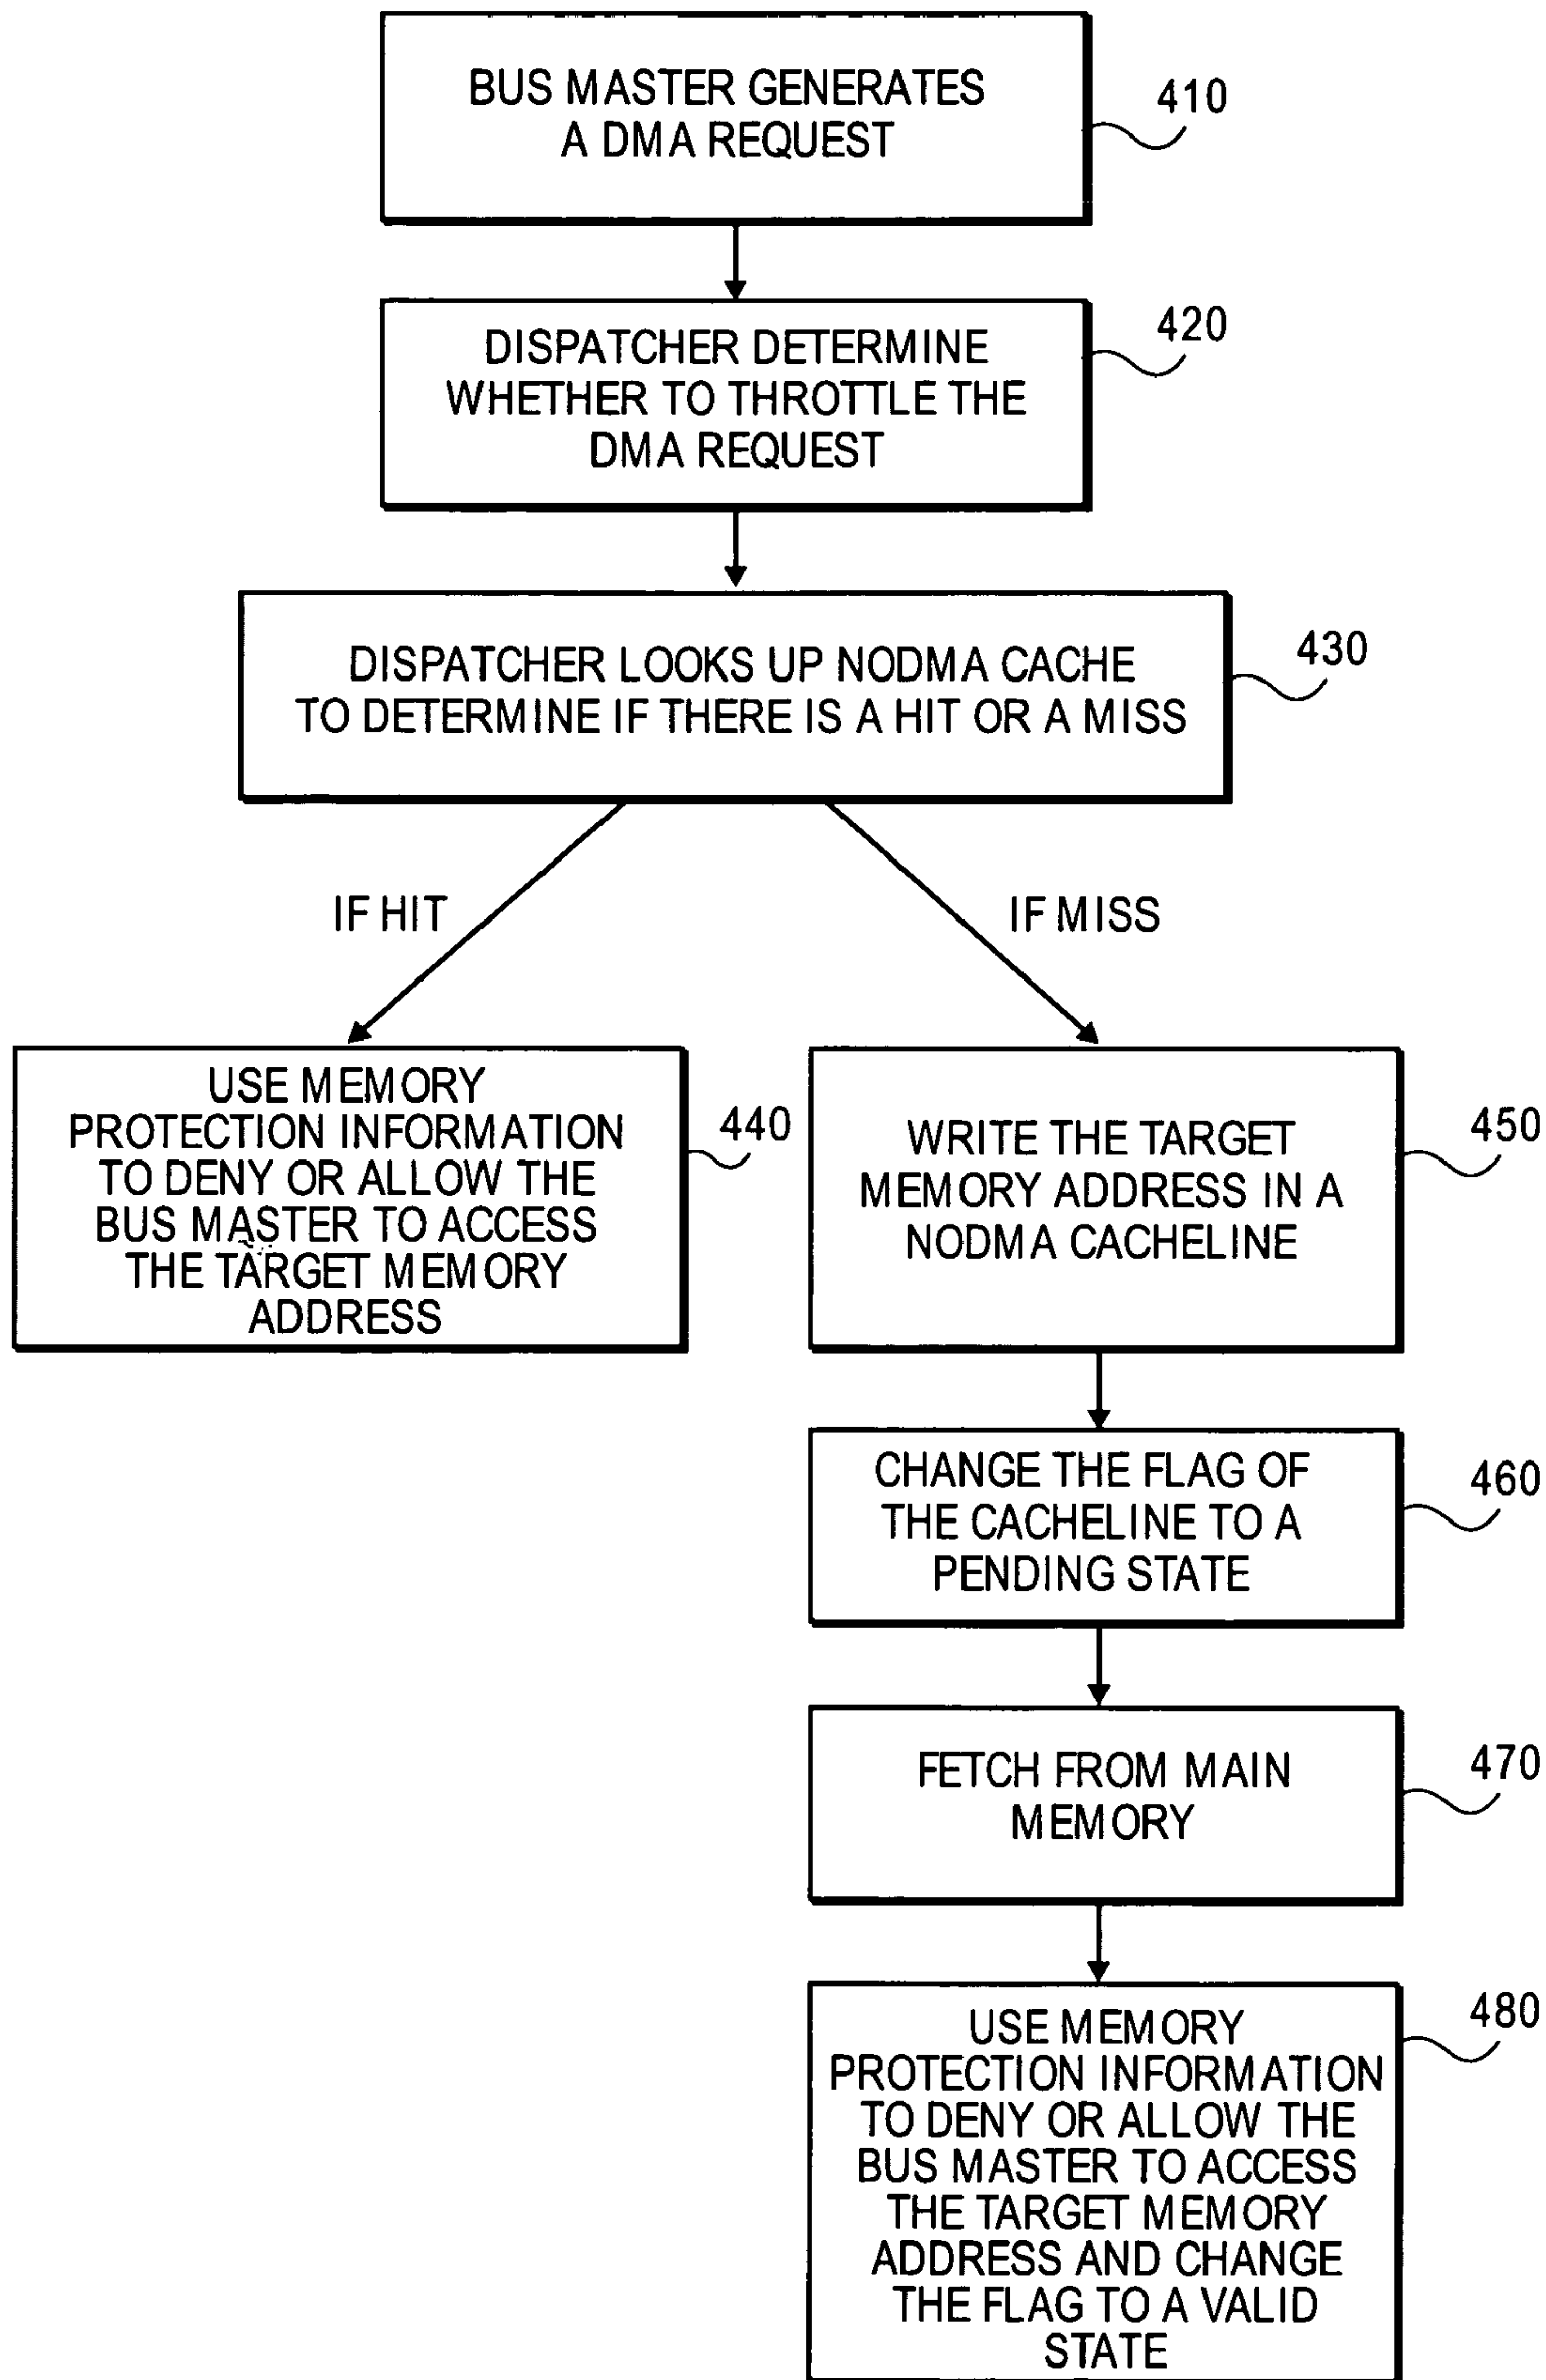 BUS MASTER GENERATES
A DMA REQUEST
410
DISPATCHER DETERMINE
WHETHER TO THROTTLE THE
DMA REQUEST
420
DISPATCHER LOOKS UP NODMA CACHE
TO DETERMINE IF THERE IS A HIT OR A MISS
430
IF HIT
IF MISS
USE MEMORY
PROTECTION INFORMATION
TO DENY OR ALLOW THE
BUS MASTER TO ACCESS
THE TARGET MEMORY
ADDRESS
440
WRITE THE TARGET
MEMORY ADDRESS IN A
NODMA CACHELINE
450
CHANGE THE FLAG OF
THE CACHELINE TO A
PENDING STATE
460
FETCH FROM MAIN
MEMORY
470
USE MEMORY
PROTECTION INFORMATION
TO DENY OR ALLOW THE
BUS MASTER TO ACCESS
THE TARGET MEMORY
ADDRESS AND CHANGE
THE FLAG TO A VALID
STATE
480